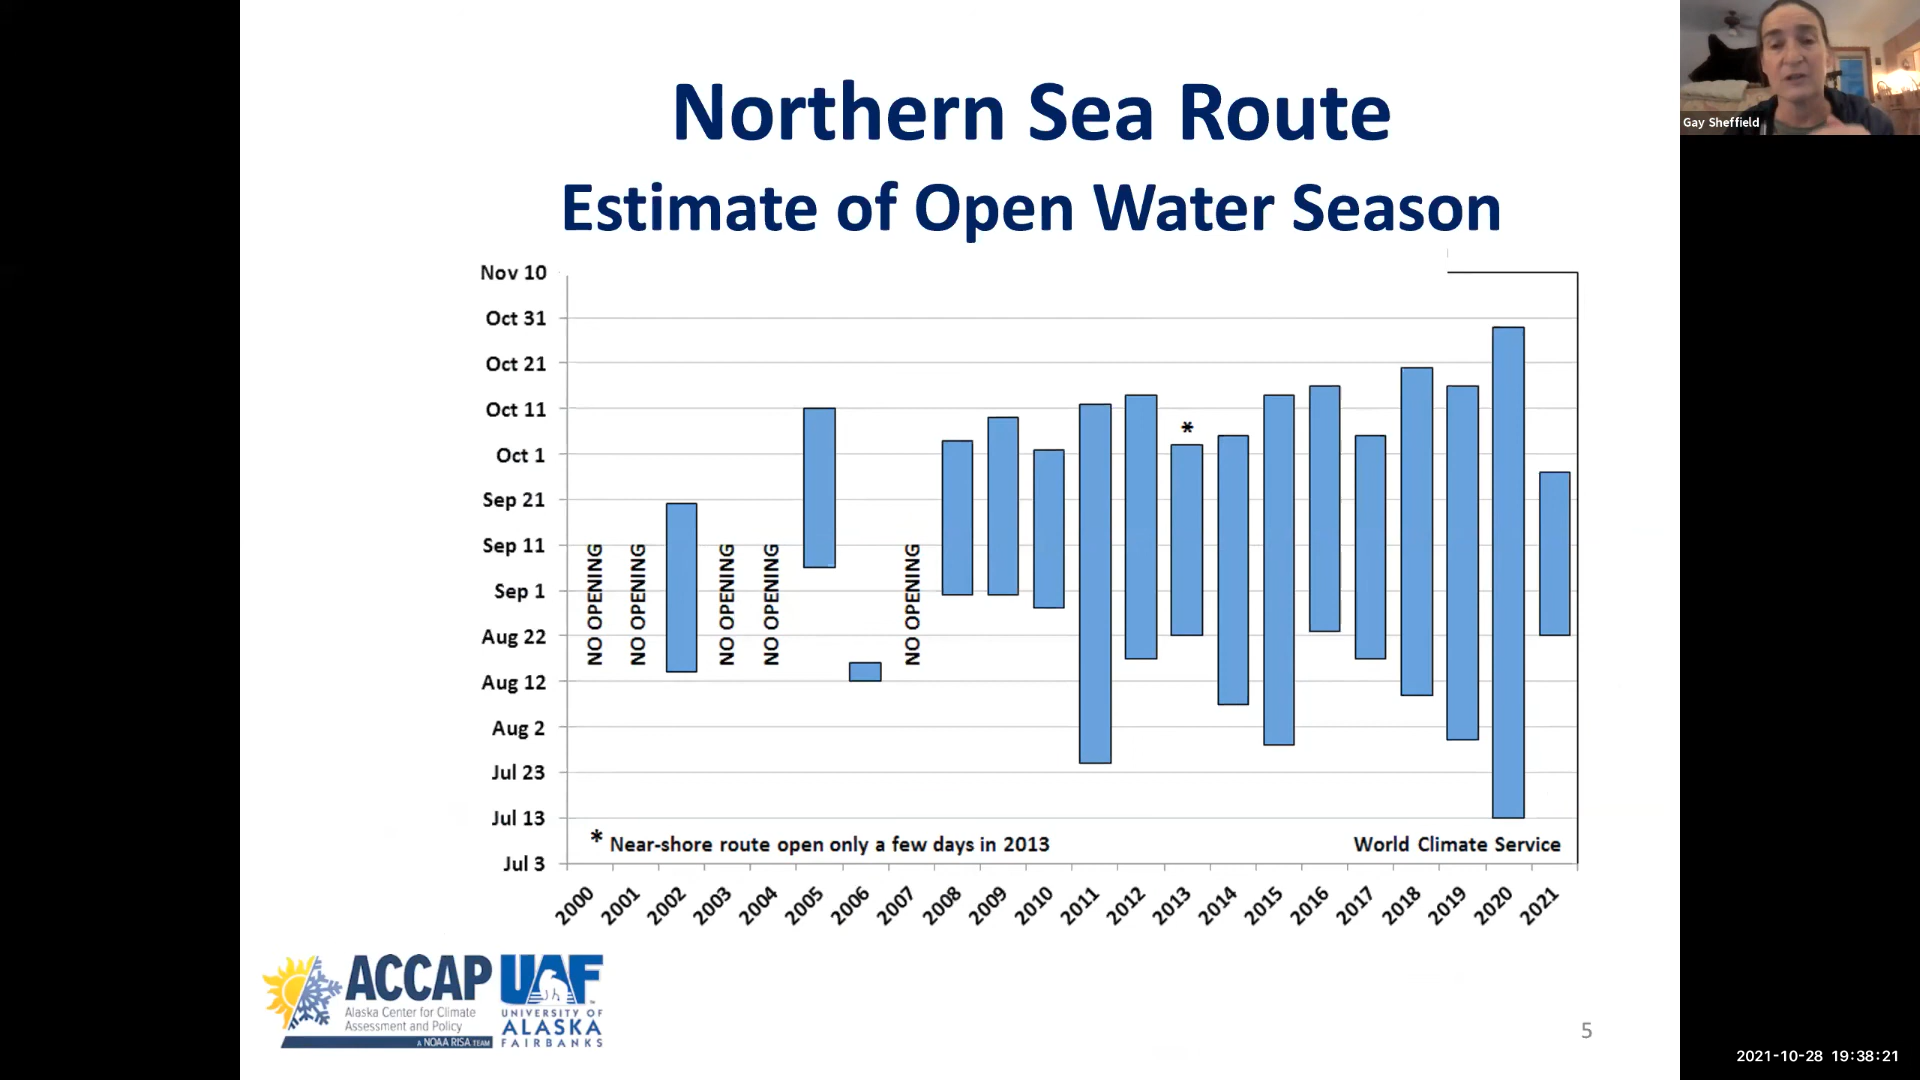 Northern Sea Route
Estimate of Open Water Season
Gay Sheffield
Nov 10
Oct 31
Oct 21
Oct 11
Oct 1
Sep 21
Sep 11
Sep 1
Aug 22
Aug 12
Aug 2
Jul 23
Jul 13
Jul 3
NO OPENING
NO OPENING
NO OPENING
NO OPENING
NO OPENING
*
* Near-shore route open only a few days in 2013
World Climate Service
2000
2001
2002
2003
2004
2005
2006
2007
2008
2009
2010
2011
2012
2013
2014
2015
2016
2017
2018
2019
2020
2021
ACCAP
Alaska Center for Climate
Assessment and Policy
A NOAA RISA TEAM
UAF
UNIVERSITY OF
ALASKA
FAIRBANKS
5
2021-10-28 19:38:21